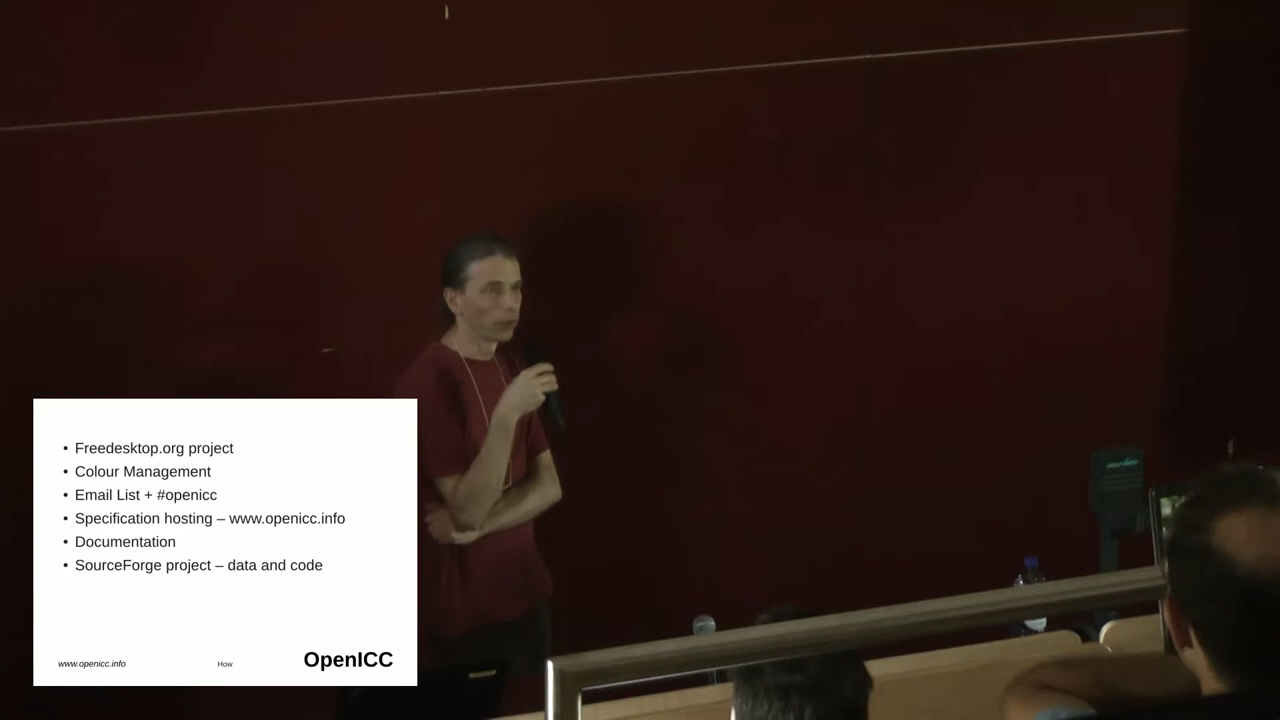 • Freedesktop.org project
• Colour Management
• Email List + #openicc
• Specification hosting – www.openicc.info
• Documentation
• SourceForge project – data and code
www.openicc.info How OpenICC